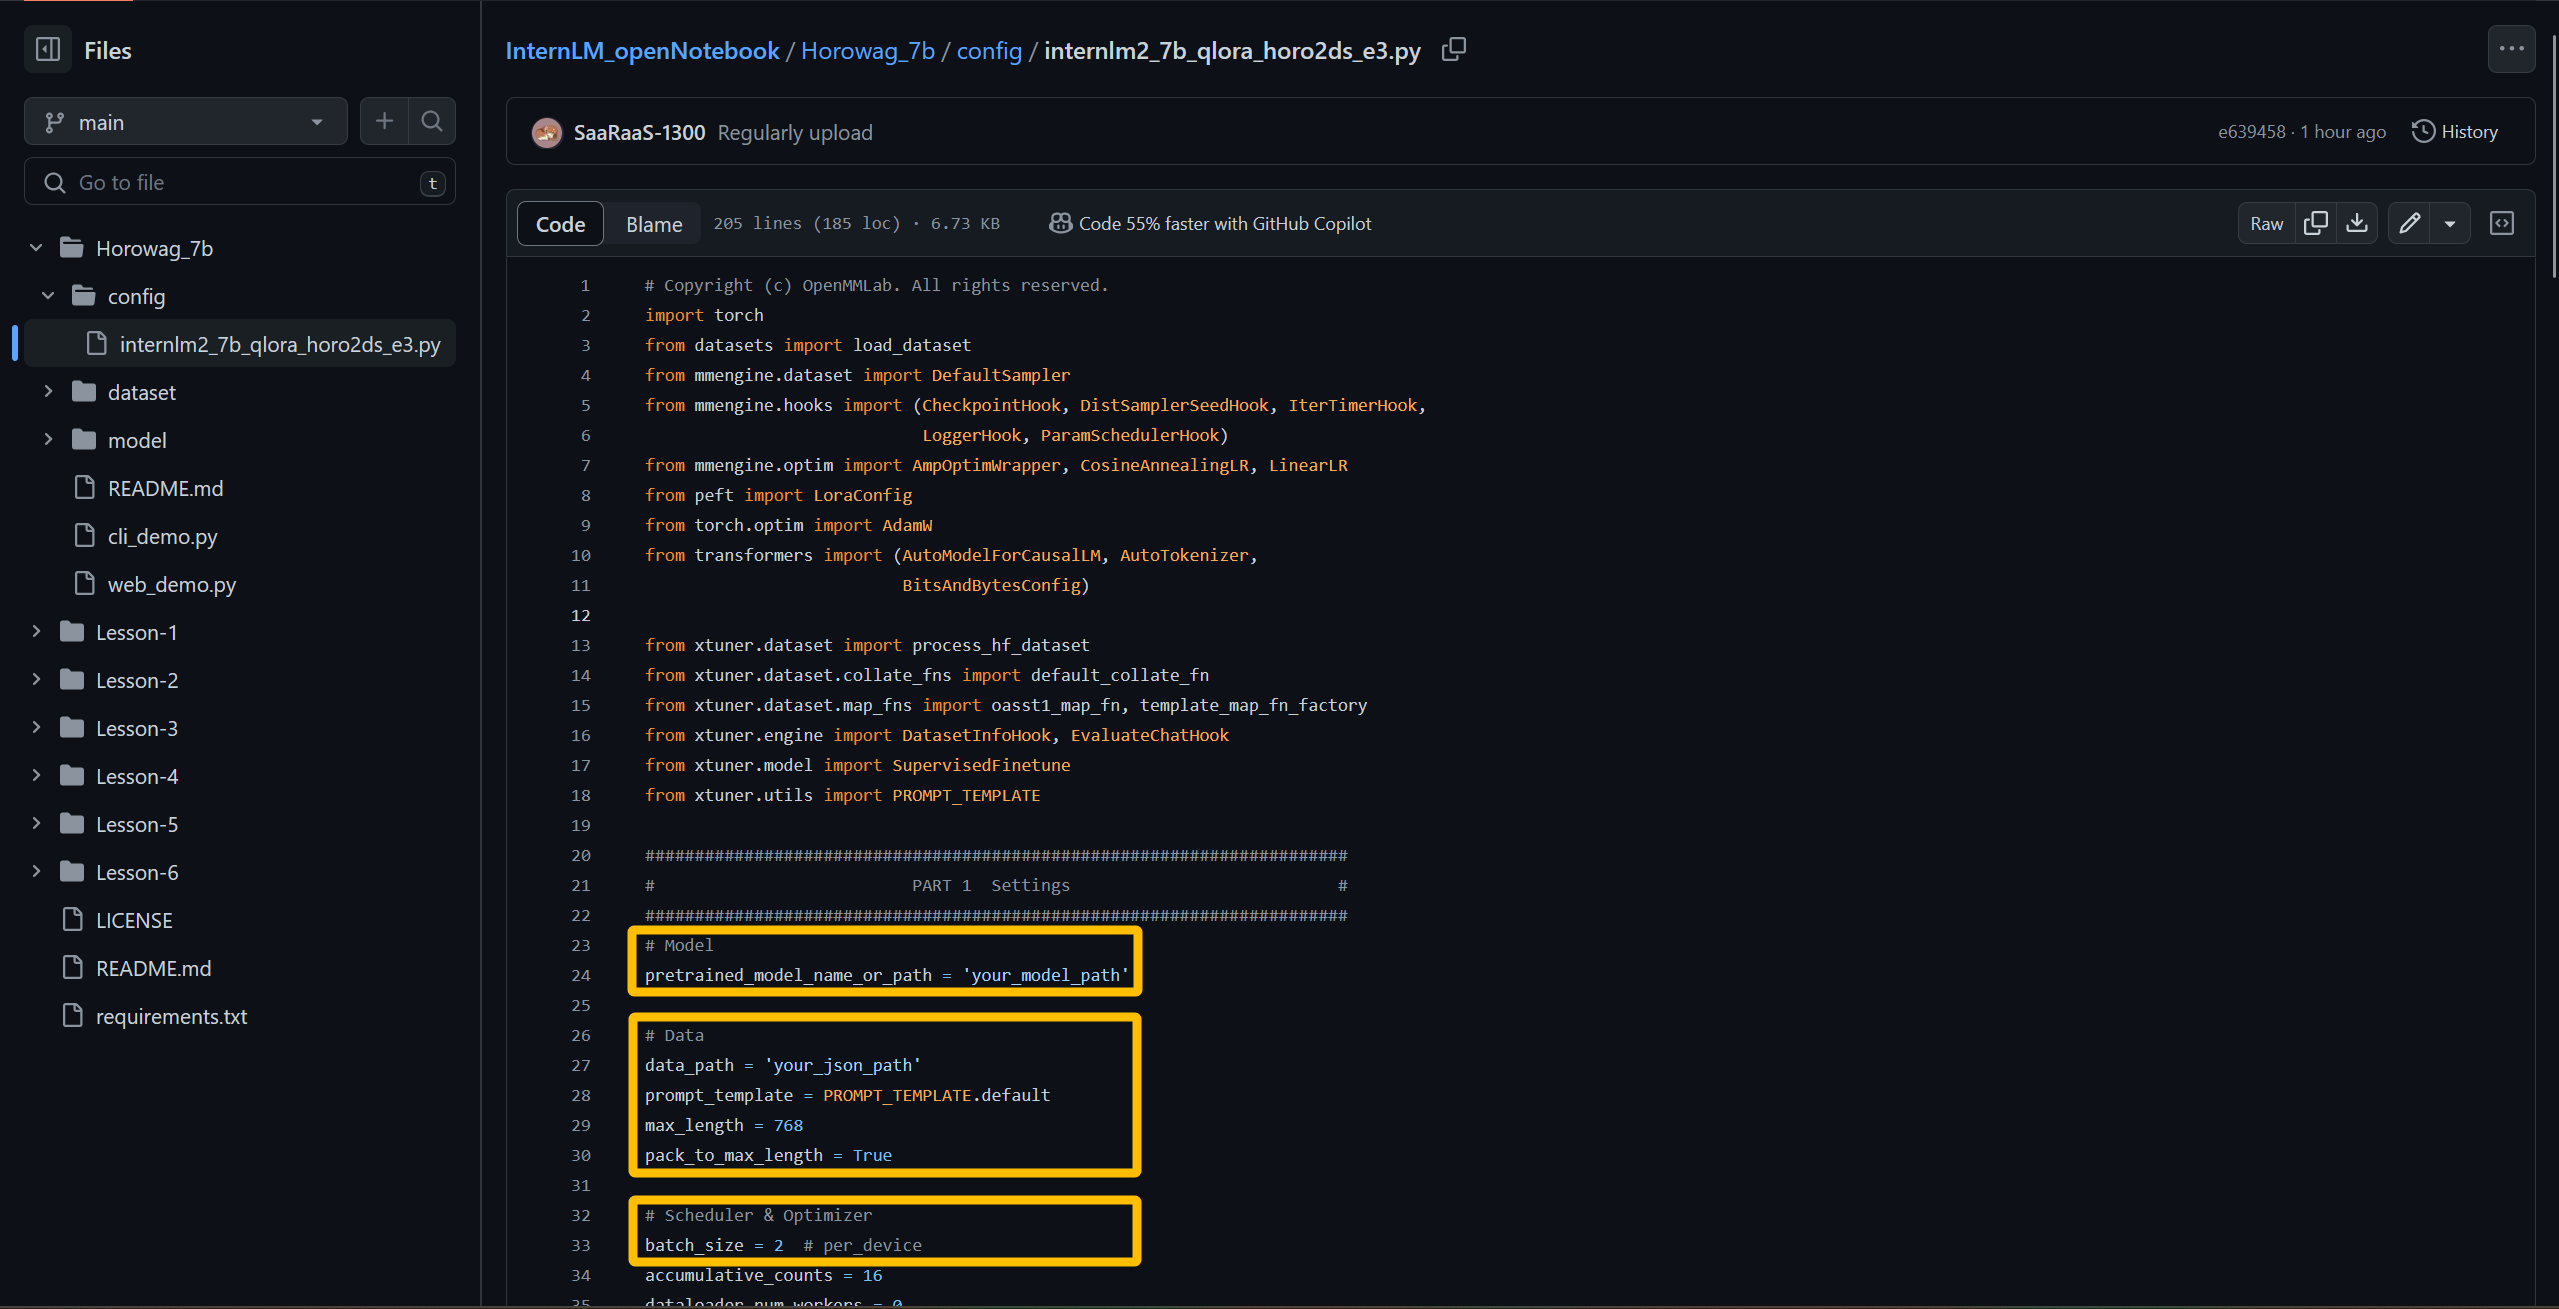 Files
main
Go to file
t
Horowag_7b
config
internlm2_7b_qlora_horo2ds_e3.py
dataset
model
README.md
cli_demo.py
web_demo.py
Lesson-1
Lesson-2
Lesson-3
Lesson-4
Lesson-5
Lesson-6
LICENSE
README.md
requirements.txt
InternLM_openNotebook / Horowag_7b / config / internlm2_7b_qlora_horo2ds_e3.py
SaaRaaS-1300 Regularly upload
e639458 · 1 hour ago
History
Code Blame 205 lines (185 loc) · 6.73 KB Code 55% faster with GitHub Copilot
Raw
1 # Copyright (c) OpenMMLab. All rights reserved.
2 import torch
3 from datasets import load_dataset
4 from mmengine.dataset import DefaultSampler
5 from mmengine.hooks import (CheckpointHook, DistSamplerSeedHook, IterTimerHook,
6 LoggerHook, ParamSchedulerHook)
7 from mmengine.optim import AmpOptimWrapper, CosineAnnealingLR, LinearLR
8 from peft import LoraConfig
9 from torch.optim import AdamW
10 from transformers import (AutoModelForCausalLM, AutoTokenizer,
11 BitsAndBytesConfig)
12
13 from xtuner.dataset import process_hf_dataset
14 from xtuner.dataset.collate_fns import default_collate_fn
15 from xtuner.dataset.map_fns import oasst1_map_fn, template_map_fn_factory
16 from xtuner.engine import DatasetInfoHook, EvaluateChatHook
17 from xtuner.model import SupervisedFinetune
18 from xtuner.utils import PROMPT_TEMPLATE
19
20 #######################################################################
21 # PART 1 Settings #
22 #######################################################################
23 # Model
24 pretrained_model_name_or_path = 'your_model_path'
25
26 # Data
27 data_path = 'your_json_path'
28 prompt_template = PROMPT_TEMPLATE.default
29 max_length = 768
30 pack_to_max_length = True
31
32 # Scheduler & Optimizer
33 batch_size = 2 # per_device
34 accumulative_counts = 16
35 dataloader_num_workers = 0